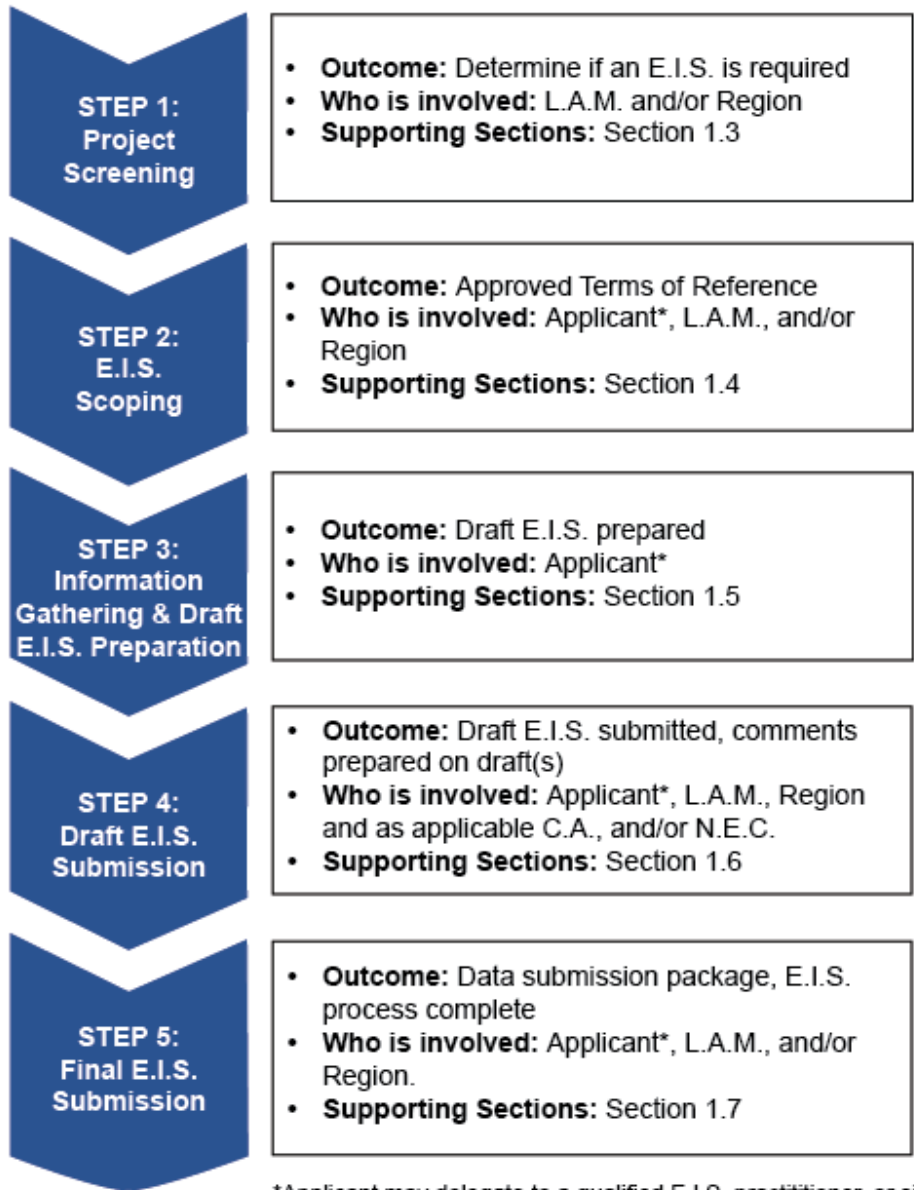 STEP 1:
Project
Screening
• Outcome: Determine if an E.I.S. is required
• Who is involved: L.A.M. and/or Region
• Supporting Sections: Section 1.3
STEP 2:
E.I.S.
Scoping
• Outcome: Approved Terms of Reference
• Who is involved: Applicant*, L.A.M., and/or
Region
• Supporting Sections: Section 1.4
STEP 3:
Information
Gathering & Draft
E.I.S. Preparation
• Outcome: Draft E.I.S. prepared
• Who is involved: Applicant*
• Supporting Sections: Section 1.5
STEP 4:
Draft E.I.S.
Submission
• Outcome: Draft E.I.S. submitted, comments
prepared on draft(s)
• Who is involved: Applicant*, L.A.M., Region
and as applicable C.A., and/or N.E.C.
• Supporting Sections: Section 1.6
STEP 5:
Final E.I.S.
Submission
• Outcome: Data submission package, E.I.S.
process complete
• Who is involved: Applicant*, L.A.M., and/or
Region.
• Supporting Sections: Section 1.7
*Applicant may delegate to a qualified E.I.S. practitioner, or